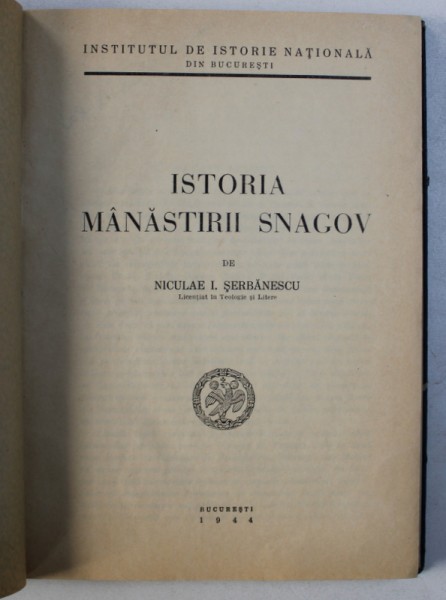 INSTITUTUL DE ISTORIE NAȚIONALĂ
DIN BUCUREȘTI
ISTORIA
MÂNĂSTIRII SNAGOV
DE
NICULAE I. ȘERBĂNESCU
Licențiat în Teologie și Litere
BUCUREȘTI
1944